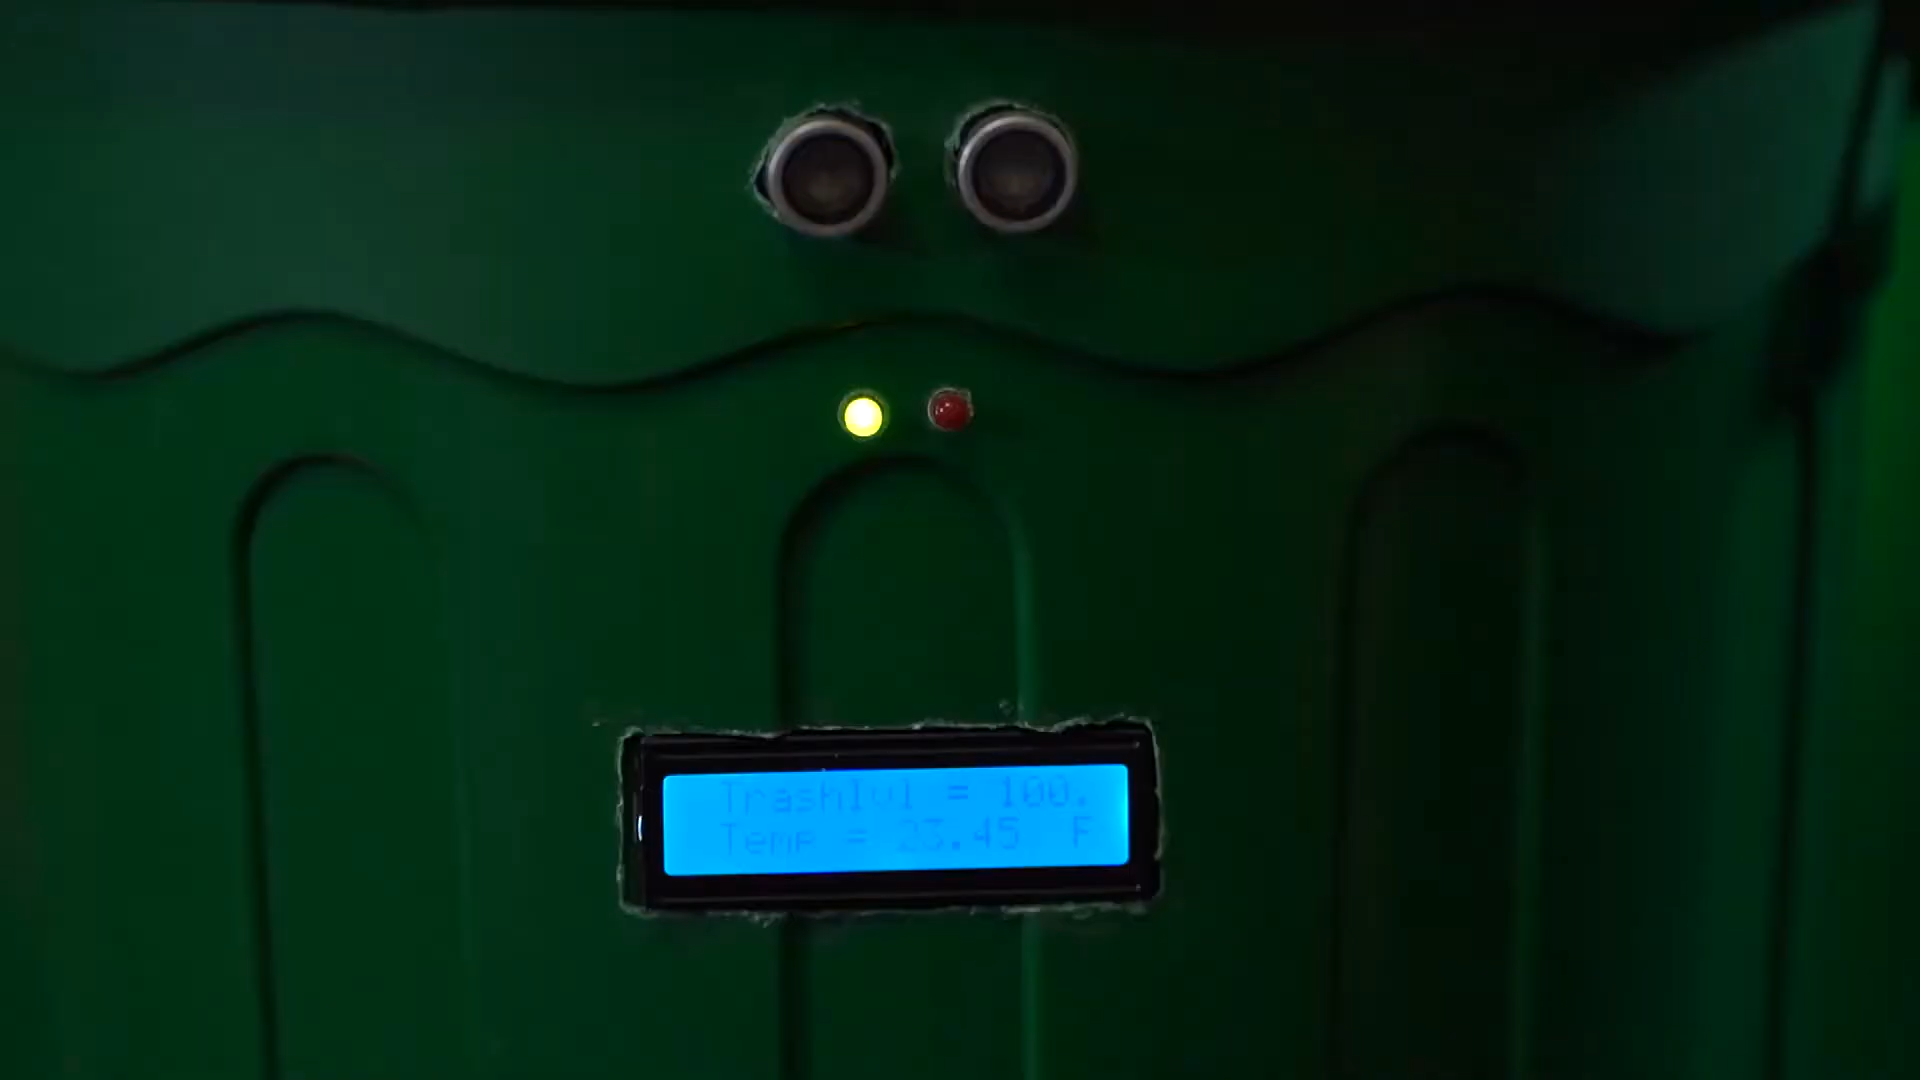 Trashlvl = 100.
Temp = 23.45 F